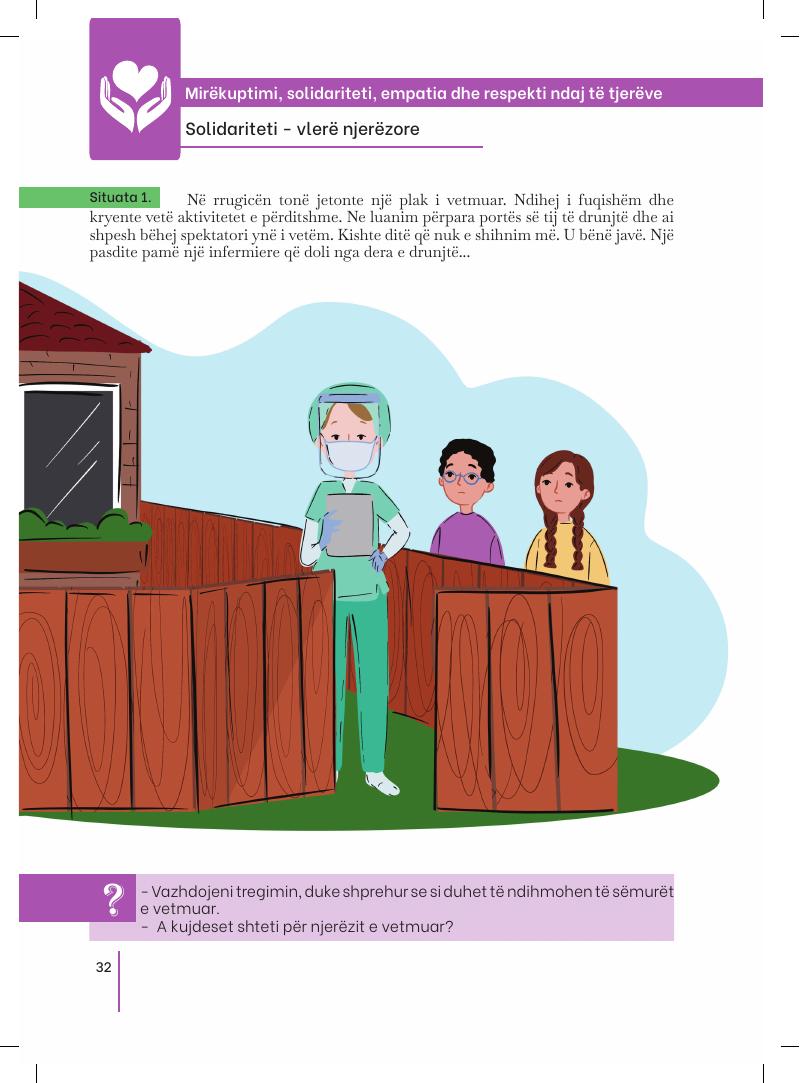 Mirëkuptimi, solidariteti, empatia dhe respekti ndaj të tjerëve
Solidariteti - vlerë njerëzore
Situata 1. Në rrugicën tonë jetonte një plak i vetmuar. Ndihej i fuqishëm dhe
kryente vetë aktivitetet e përditshme. Ne luanim përpara portës së tij të drunjtë dhe ai
shpesh bëhej spektatori ynë i vetëm. Kishte ditë që nuk e shihnim më. U bënë javë. Një
pasdite pamë një infermiere që doli nga dera e drunjtë...
?
- Vazhdojeni tregimin, duke shprehur se si duhet të ndihmohen të sëmurët
e vetmuar.
- A kujdeset shteti për njerëzit e vetmuar?
32